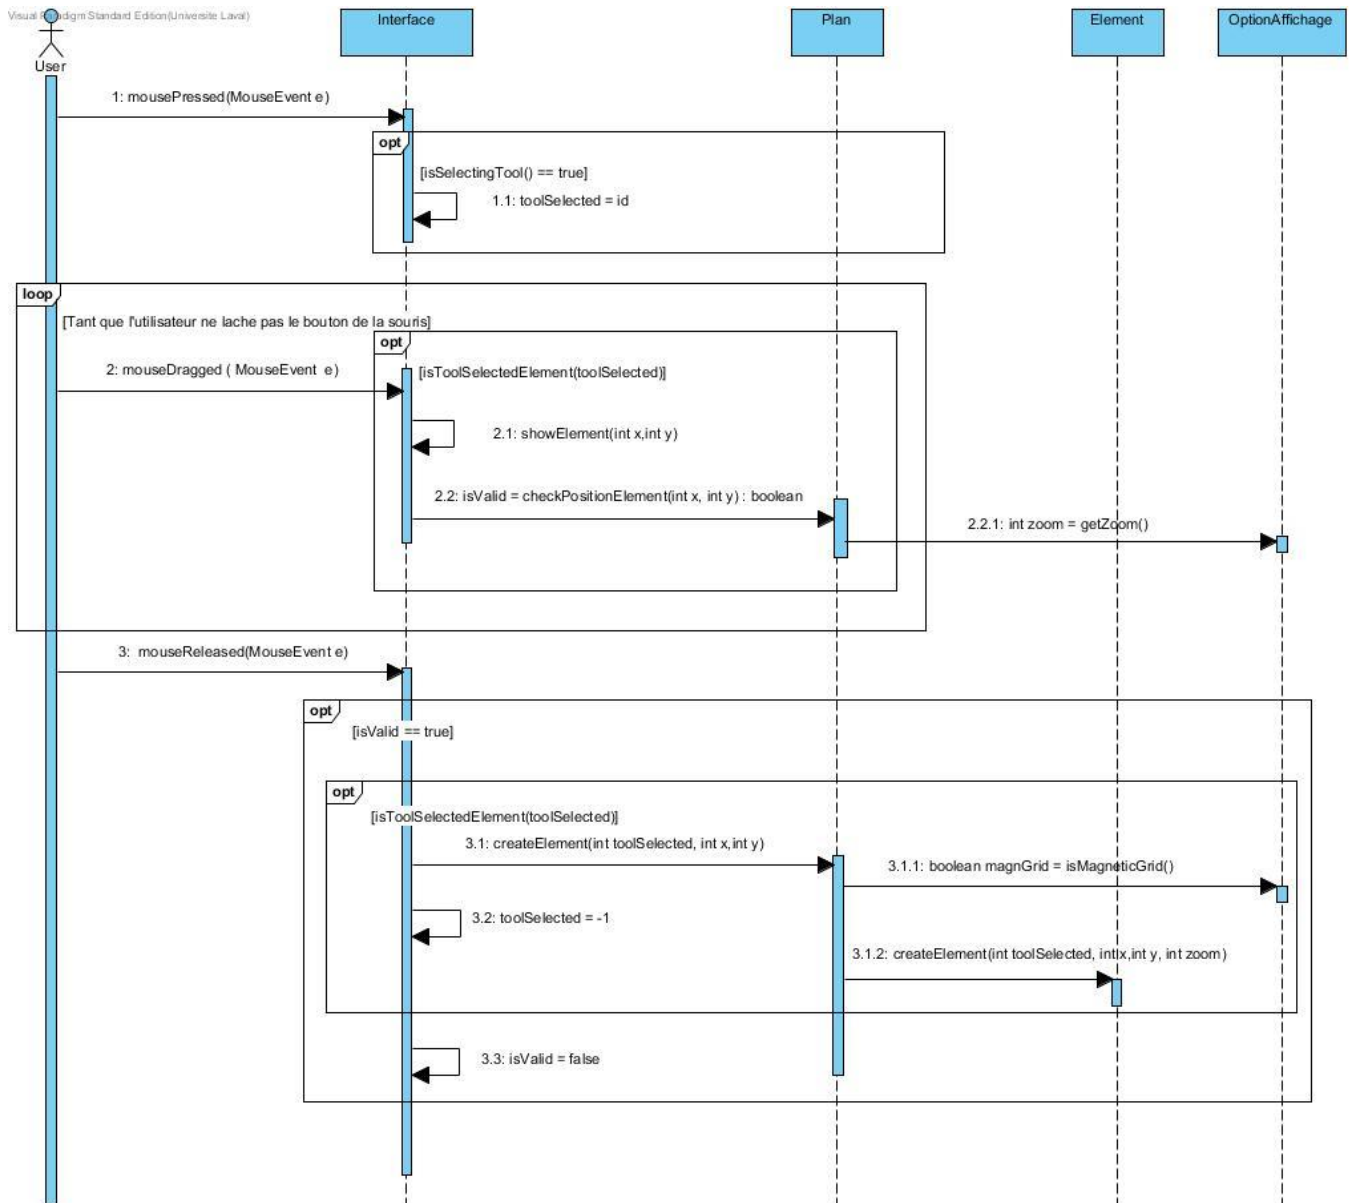 Visual Paradigm Standard Edition(Universite Laval)
User
Interface
Plan
Element
OptionAffichage
1: mousePressed(MouseEvent e)
opt
[isSelectingTool() == true]
1.1: toolSelected = id
loop
[Tant que l'utilisateur ne lache pas le bouton de la souris]
opt
2: mouseDragged ( MouseEvent e)
[isToolSelectedElement(toolSelected)]
2.1: showElement(int x,int y)
2.2: isValid = checkPositionElement(int x, int y) : boolean
2.2.1: int zoom = getZoom()
3: mouseReleased(MouseEvent e)
opt
[isValid == true]
opt
[isToolSelectedElement(toolSelected)]
3.1: createElement(int toolSelected, int x,int y)
3.1.1: boolean magnGrid = isMagneticGrid()
3.2: toolSelected = -1
3.1.2: createElement(int toolSelected, int x,int y, int zoom)
3.3: isValid = false